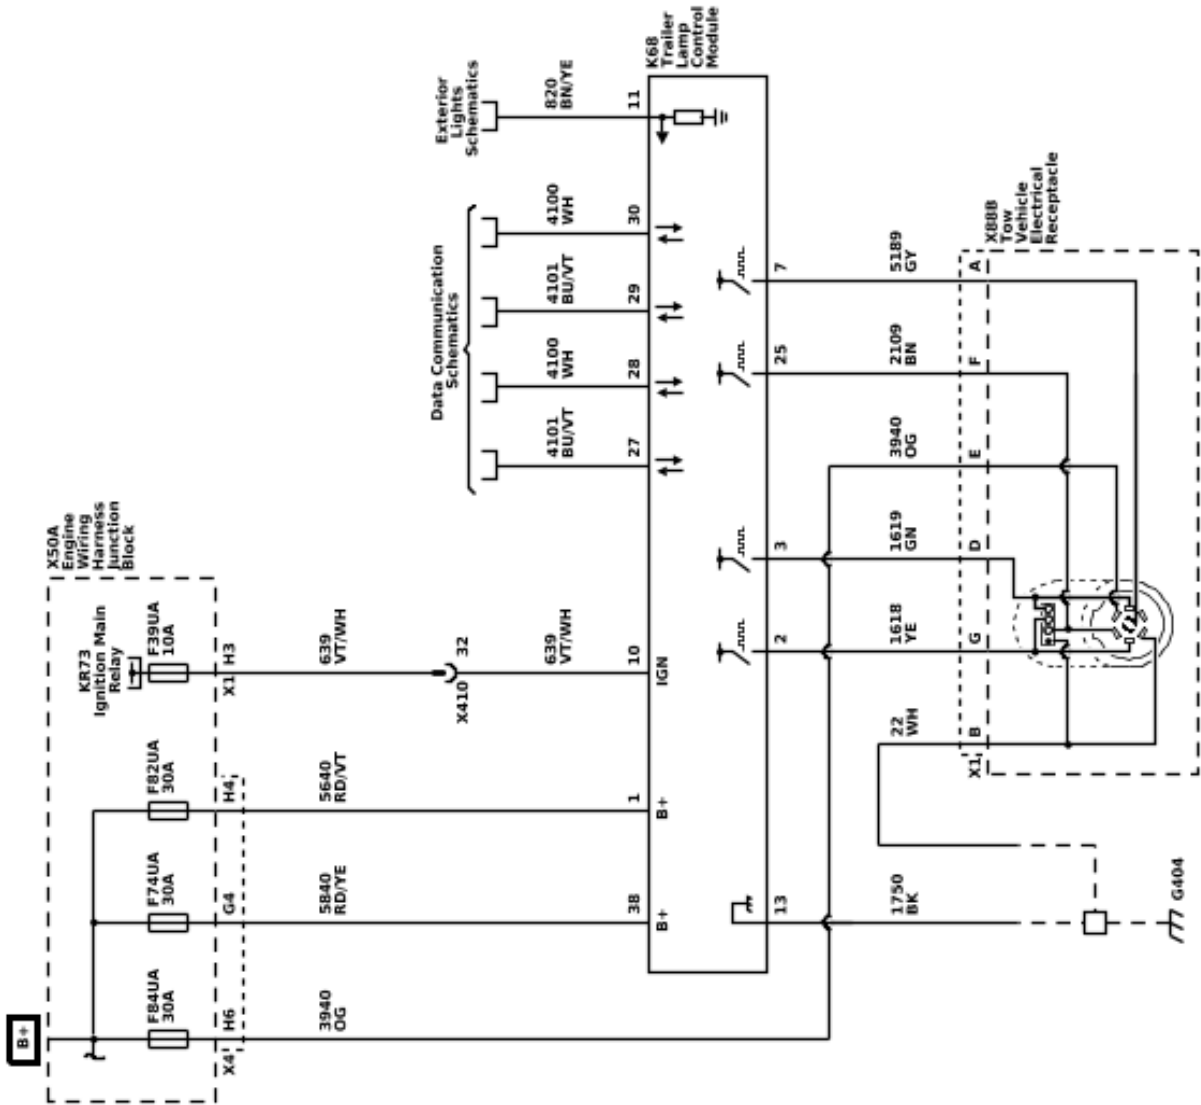 B+
X50A
Engine
Wiring
Harness
Junction
Block
F84UA
30A
F74UA
30A
F82UA
30A
KR73
Ignition Main
Relay
F39UA
10A
X4
H6
G4
H4
X1
H3
3940
OG
5840
RD/YE
5640
RD/VT
639
VT/WH
X410
32
639
VT/WH
Data Communication
Schematics
Exterior
Lights
Schematics
4101
BU/VT
4100
WH
4101
BU/VT
4100
WH
820
BN/YE
38
1
10
27
28
29
30
11
K68
Trailer
Lamp
Control
Module
B+
B+
IGN
13
2
3
25
7
1750
BK
22
WH
1618
YE
1619
GN
3940
OG
2109
BN
5189
GY
X1
B
G
D
E
F
A
X88B
Tow
Vehicle
Electrical
Receptacle
G404